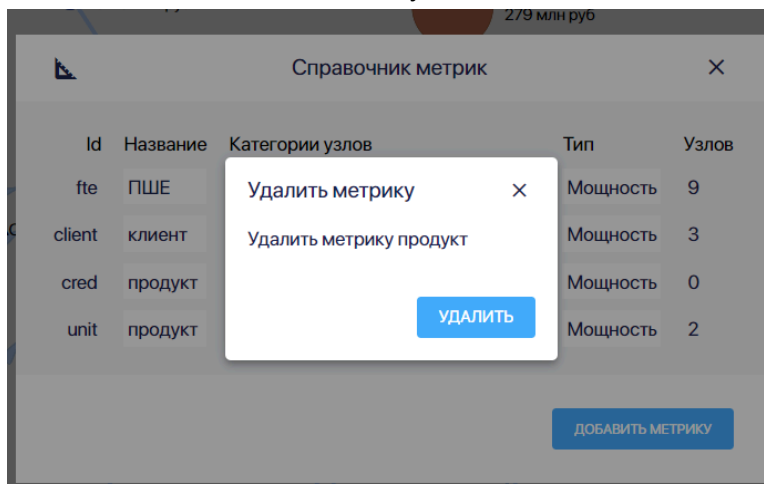 279 млн руб
Справочник метрик
Id Название Категории узлов Тип Узлов
fte ПШЕ Мощность 9
client клиент Мощность 3
cred продукт Мощность 0
unit продукт Мощность 2
Удалить метрику
Удалить метрику продукт
УДАЛИТЬ
ДОБАВИТЬ МЕТРИКУ